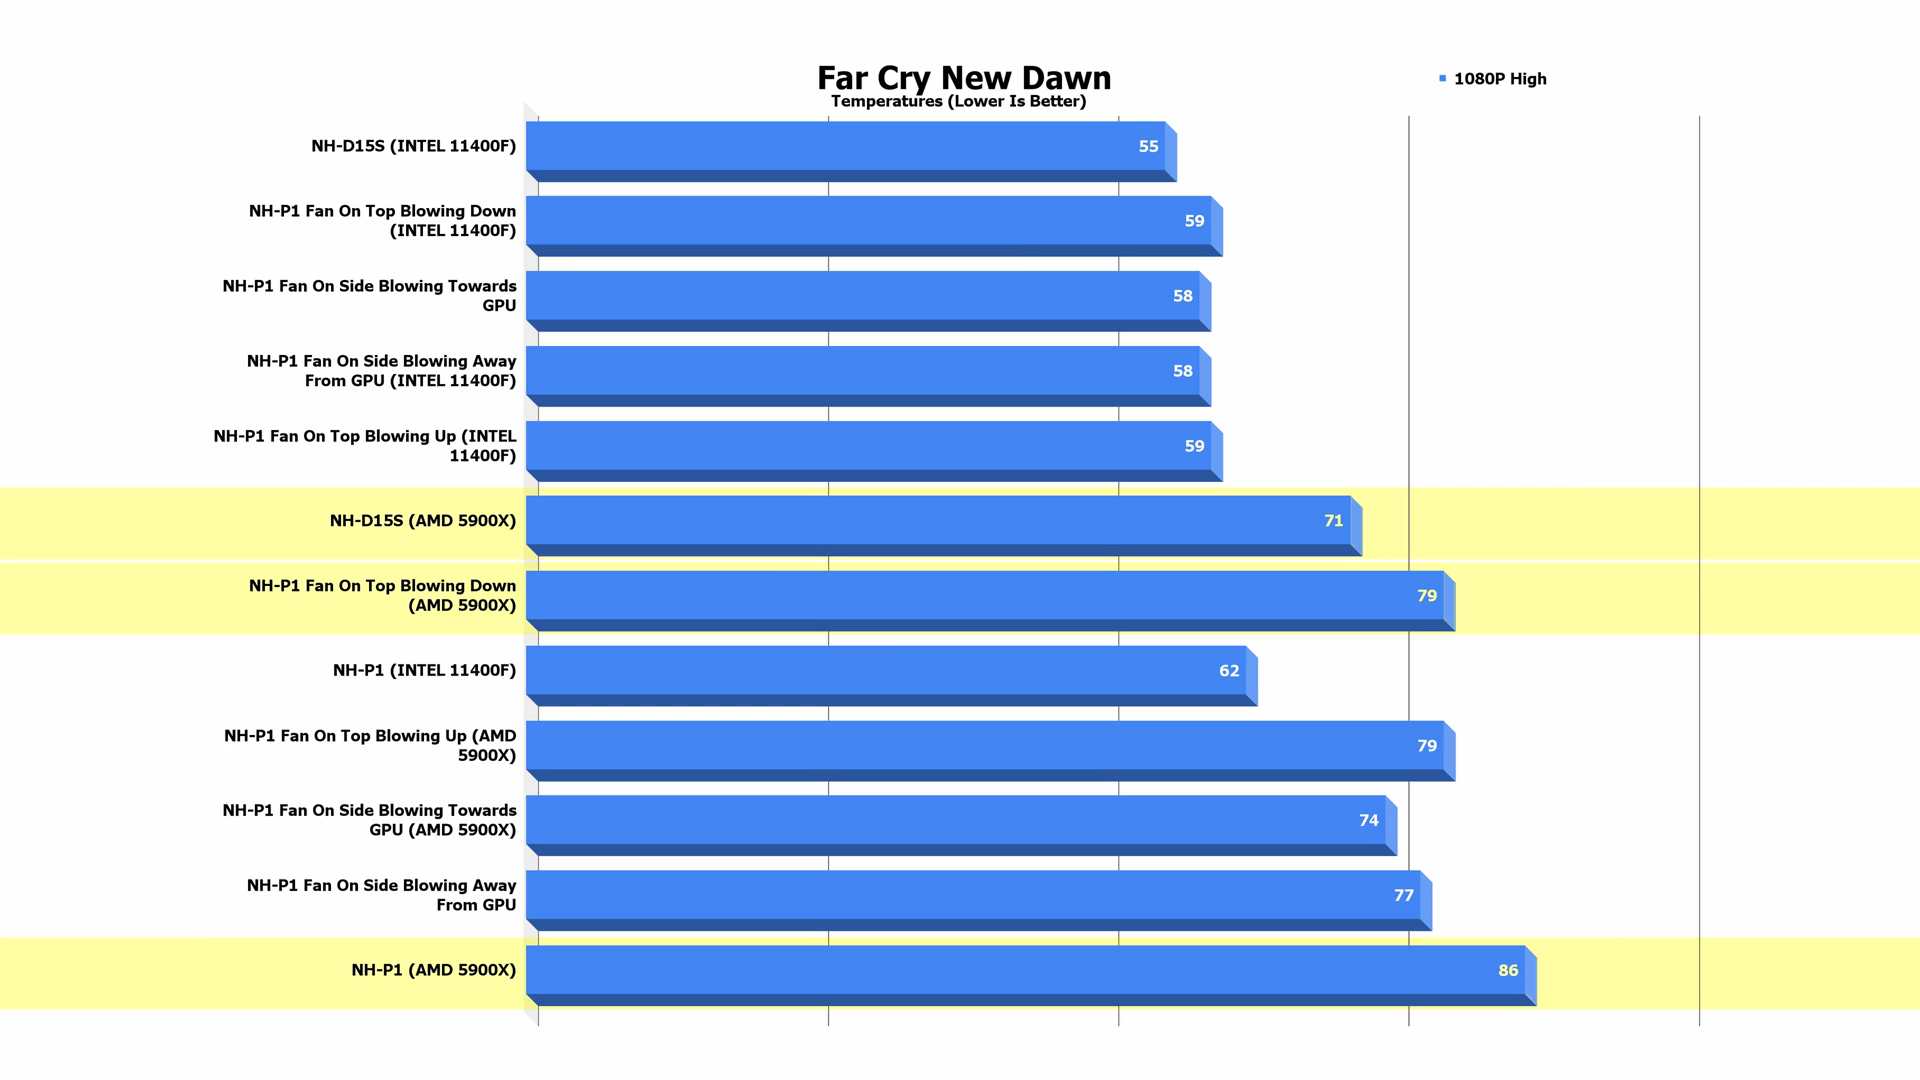 Far Cry New Dawn
Temperatures (Lower Is Better)
1080P High
NH-D15S (INTEL 11400F)
55
NH-P1 Fan On Top Blowing Down
(INTEL 11400F)
59
NH-P1 Fan On Side Blowing Towards
GPU
58
NH-P1 Fan On Side Blowing Away
From GPU (INTEL 11400F)
58
NH-P1 Fan On Top Blowing Up (INTEL
11400F)
59
NH-D15S (AMD 5900X)
71
NH-P1 Fan On Top Blowing Down
(AMD 5900X)
79
NH-P1 (INTEL 11400F)
62
NH-P1 Fan On Top Blowing Up (AMD
5900X)
79
NH-P1 Fan On Side Blowing Towards
GPU (AMD 5900X)
74
NH-P1 Fan On Side Blowing Away
From GPU
77
NH-P1 (AMD 5900X)
86